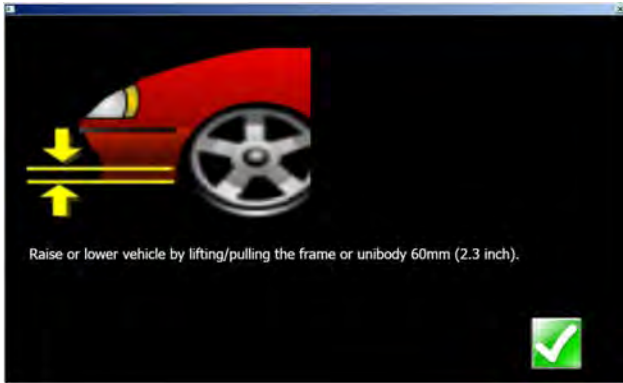 Raise or lower vehicle by lifting/pulling the frame or unibody 60mm (2.3 inch).